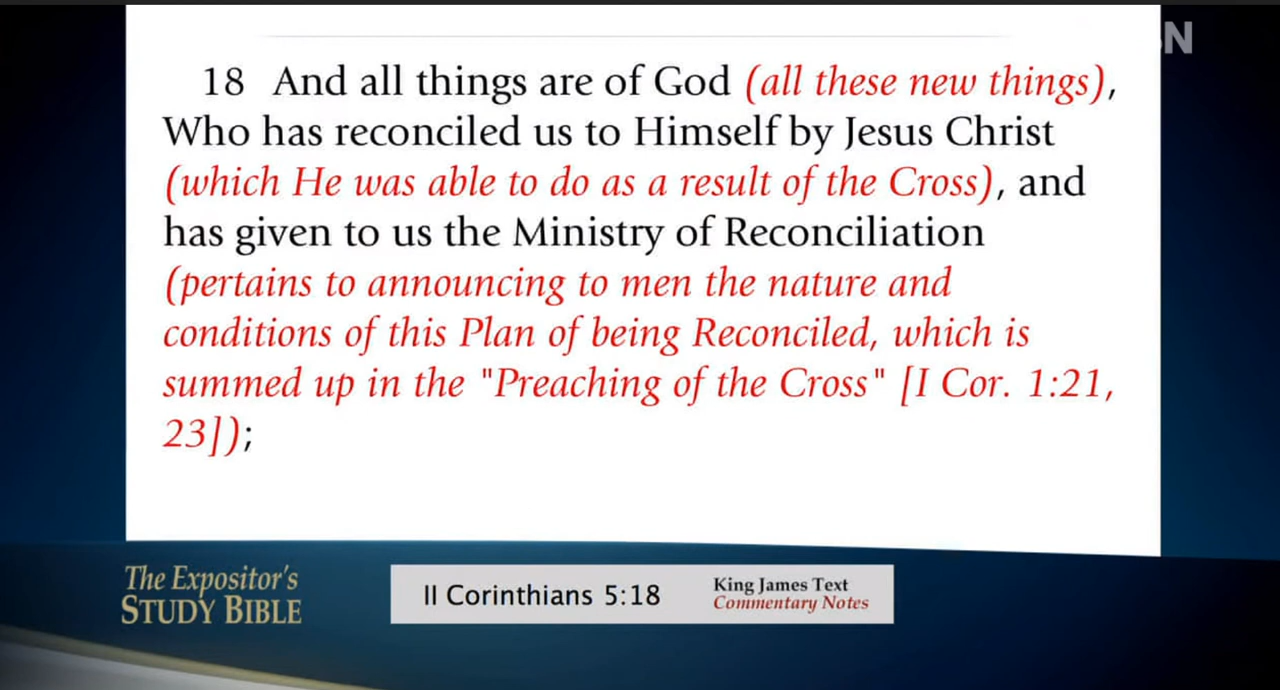 N
18 And all things are of God (all these new things),
Who has reconciled us to Himself by Jesus Christ
(which He was able to do as a result of the Cross), and
has given to us the Ministry of Reconciliation
(pertains to announcing to men the nature and
conditions of this Plan of being Reconciled, which is
summed up in the "Preaching of the Cross" [I Cor. 1:21,
23]);
The Expositor's
STUDY BIBLE
II Corinthians 5:18
King James Text
Commentary Notes